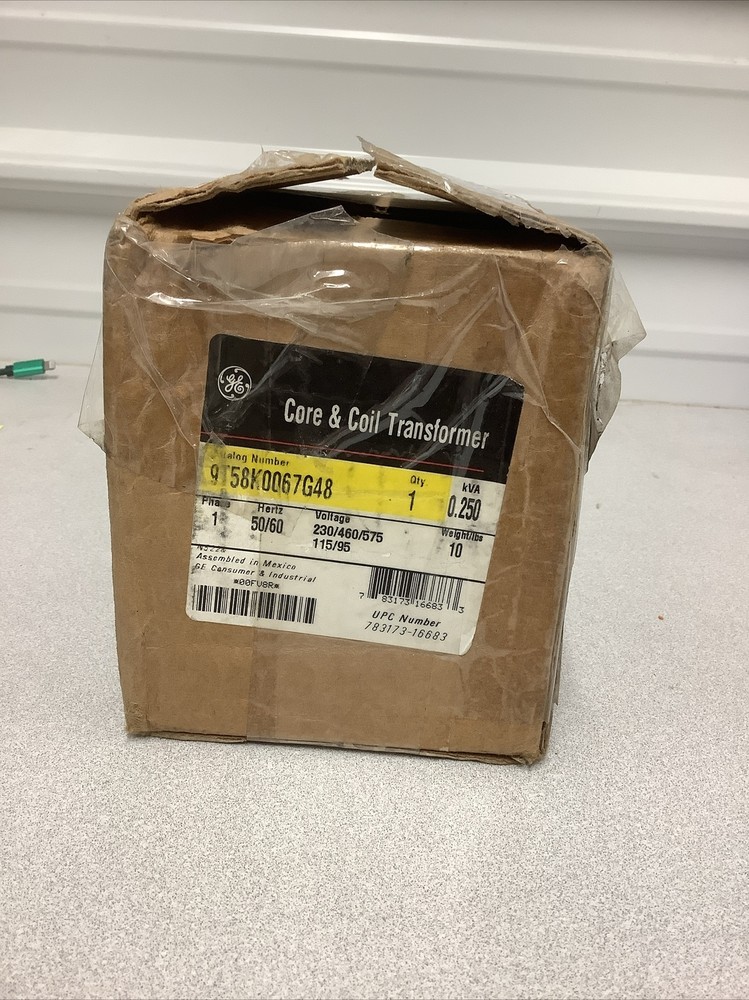 GE
Core & Coil Transformer
Number
9T58K0067G48
Qty
1
kVA
0.250
1
Hertz
50/60
Voltage
230/460/575
115/95
Weight/lbs
10
Assembled in Mexico
GE Consumer & Industrial
*00FV8R*
7 83173 16683 3
UPC Number
783173-16683